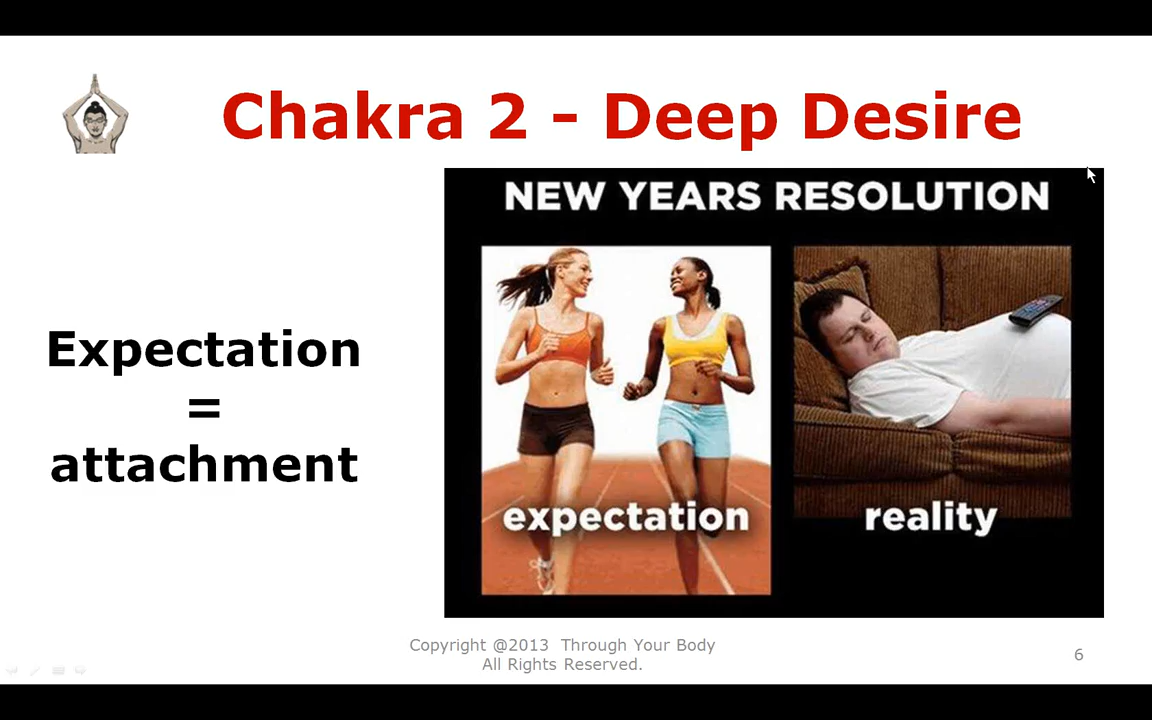 Chakra 2 - Deep Desire
Expectation
=
attachment
NEW YEARS RESOLUTION
expectation
reality
Copyright @2013 Through Your Body
All Rights Reserved.
6